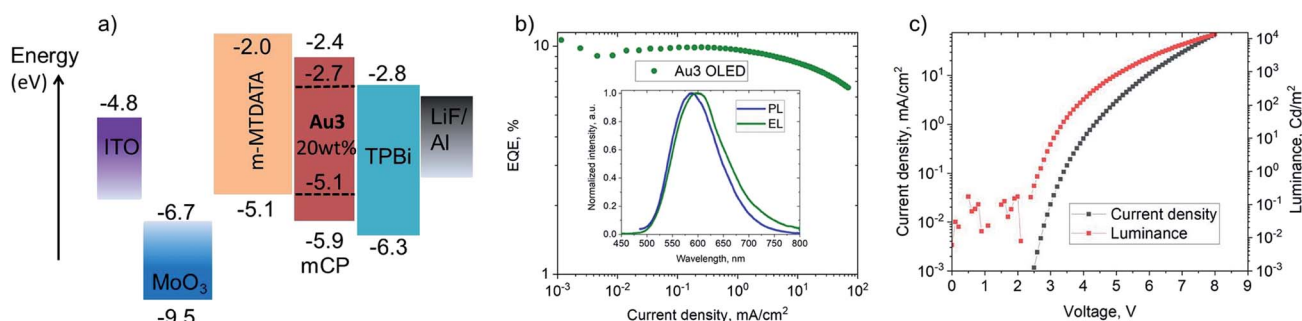 a)
Energy
(eV)
-4.8
ITO
-6.7
MoO3
-9.5
-2.0
m-MTDATA
-5.1
-2.4
-2.7
Au3
20wt%
-5.1
-5.9
mCP
-2.8
TPBi
-6.3
LiF/
Al
b)
EQE, %
10
1
Au3 OLED
Normalized intensity, a.u.
1.0
0.8
0.6
0.4
0.2
0.0
PL
EL
450 500 550 600 650 700 750 800
Wavelength, nm
10-3 10-2 10-1 100 101 102
Current density, mA/cm2
c)
Current density, mA/cm2
101
100
10-1
10-2
10-3
Current density
Luminance
0 1 2 3 4 5 6 7 8 9
Voltage, V
104
103
102
101
100
10-1
10-2
10-3
Luminance, Cd/m2